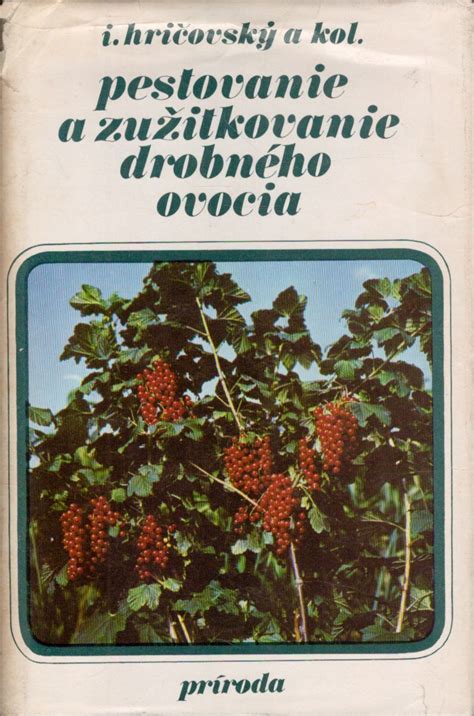 i. hričovský a kol.
pestovanie
a zužitkovanie
drobného
ovocia
príroda